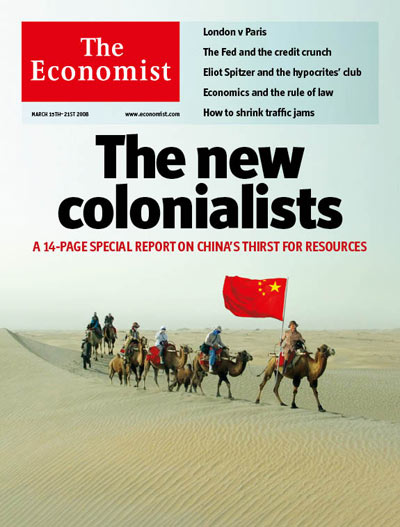 The
Economist
London v Paris
The Fed and the credit crunch
Eliot Spitzer and the hypocrites' club
Economics and the rule of law
How to shrink traffic jams
MARCH 15TH–21ST 2008
www.economist.com
The new
colonialists
A 14-PAGE SPECIAL REPORT ON CHINA'S THIRST FOR RESOURCES